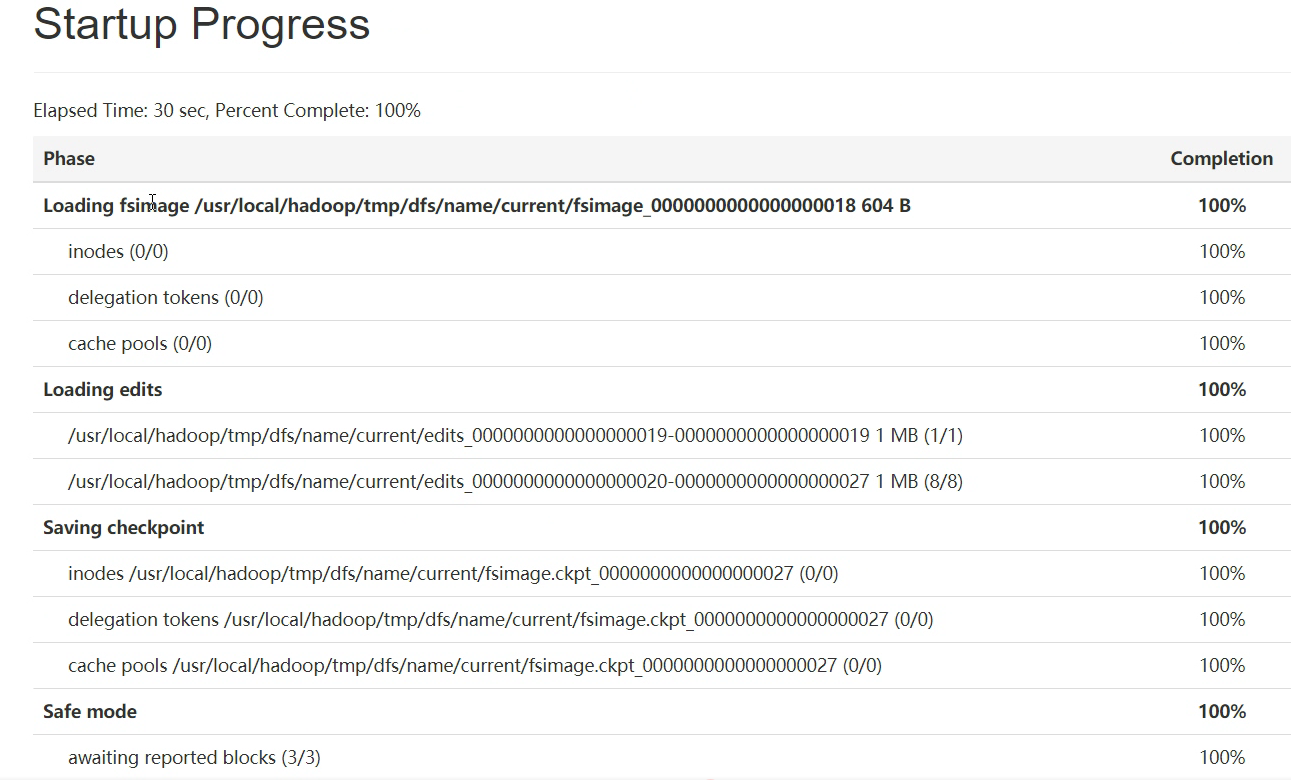 Startup Progress
Elapsed Time: 30 sec, Percent Complete: 100%
Phase Completion
Loading fsimage /usr/local/hadoop/tmp/dfs/name/current/fsimage_0000000000000000018 604 B 100%
inodes (0/0) 100%
delegation tokens (0/0) 100%
cache pools (0/0) 100%
Loading edits 100%
/usr/local/hadoop/tmp/dfs/name/current/edits_0000000000000000019-0000000000000000019 1 MB (1/1) 100%
/usr/local/hadoop/tmp/dfs/name/current/edits_0000000000000000020-0000000000000000027 1 MB (8/8) 100%
Saving checkpoint 100%
inodes /usr/local/hadoop/tmp/dfs/name/current/fsimage.ckpt_0000000000000000027 (0/0) 100%
delegation tokens /usr/local/hadoop/tmp/dfs/name/current/fsimage.ckpt_0000000000000000027 (0/0) 100%
cache pools /usr/local/hadoop/tmp/dfs/name/current/fsimage.ckpt_0000000000000000027 (0/0) 100%
Safe mode 100%
awaiting reported blocks (3/3) 100%